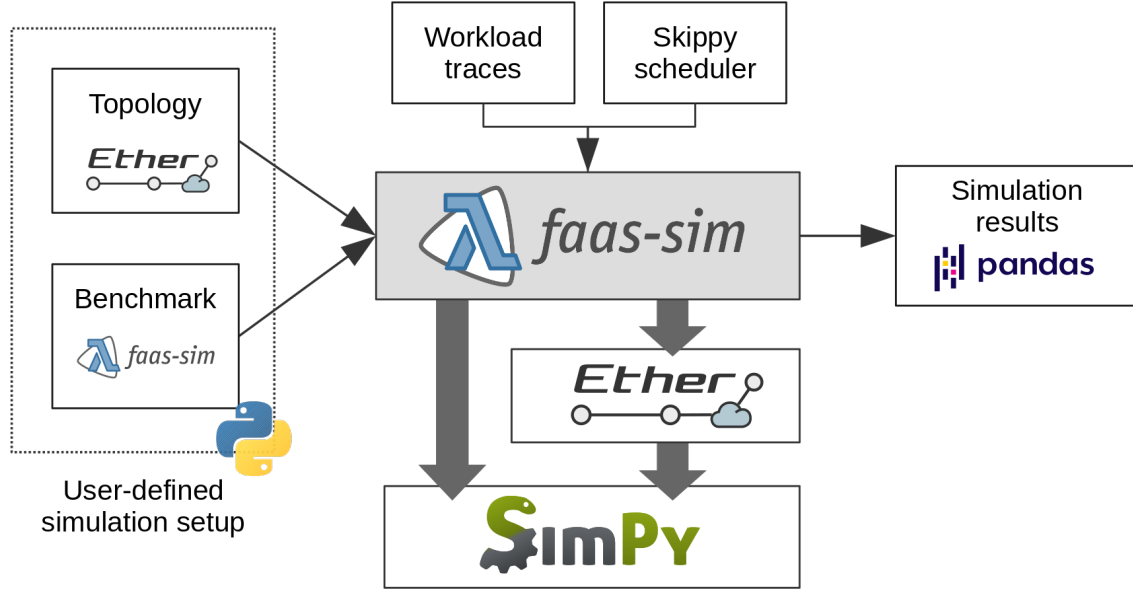 Workload
traces
Skippy
scheduler
Topology
Ether
Benchmark
faas-sim
User-defined
simulation setup
faas-sim
Ether
SimPy
Simulation
results
pandas